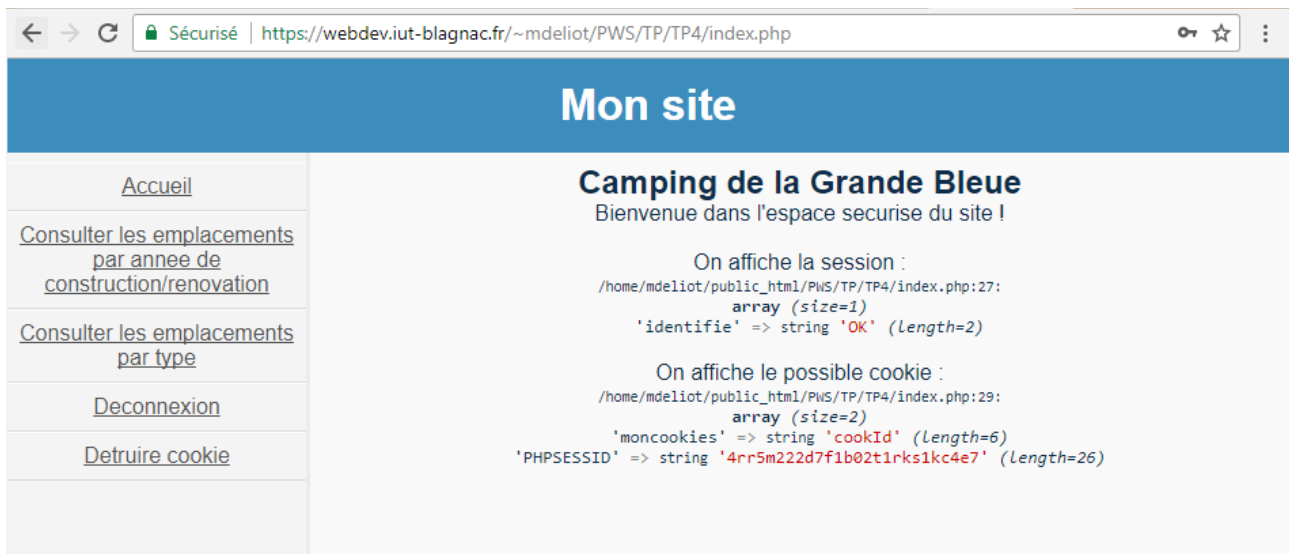 Sécurisé | https://webdev.iut-blagnac.fr/~mdeliot/PWS/TP/TP4/index.php
Mon site
Accueil
Consulter les emplacements
par annee de
construction/renovation
Consulter les emplacements
par type
Deconnexion
Detruire cookie
Camping de la Grande Bleue
Bienvenue dans l'espace securise du site !
On affiche la session :
/home/mdeliot/public_html/PWS/TP/TP4/index.php:27:
array (size=1)
'identifie' => string 'OK' (length=2)
On affiche le possible cookie :
/home/mdeliot/public_html/PWS/TP/TP4/index.php:29:
array (size=2)
'moncookies' => string 'cookId' (length=6)
'PHPSESSID' => string '4rr5m222d7f1b02t1rks1kc4e7' (length=26)